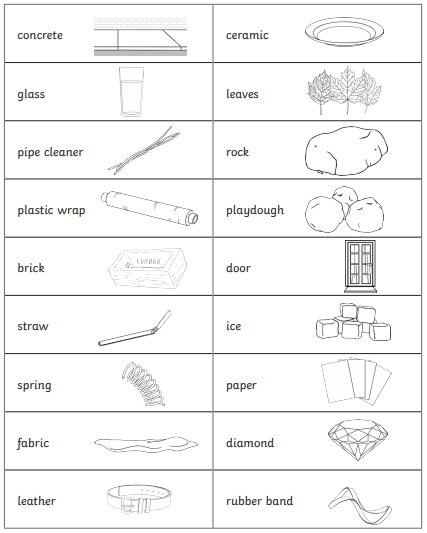 concrete
ceramic
glass
leaves
pipe cleaner
rock
plastic wrap
playdough
brick
LONDON
door
straw
ice
spring
paper
fabric
diamond
leather
rubber band